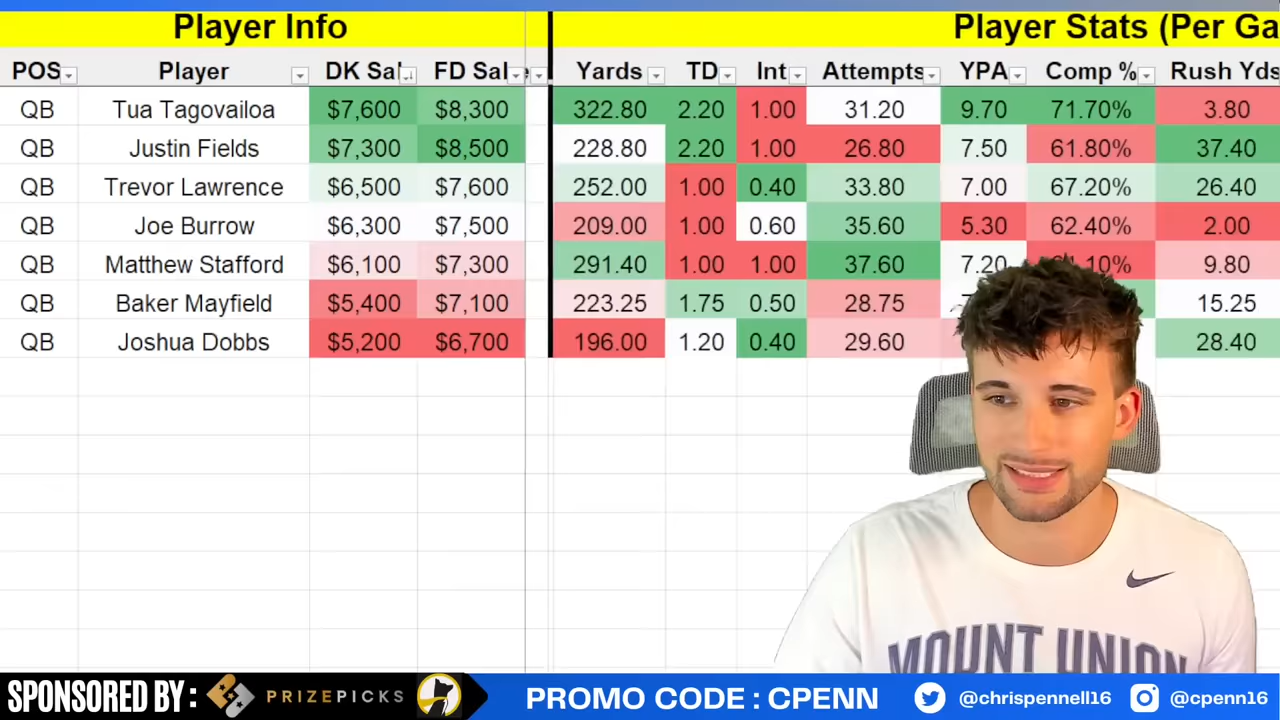 Player Info Player Stats (Per Ga
POS Player DK Sal FD Sal Yards TD Int Attempts YPA Comp % Rush Yds
QB Tua Tagovailoa $7,600 $8,300 322.80 2.20 1.00 31.20 9.70 71.70% 3.80
QB Justin Fields $7,300 $8,500 228.80 2.20 1.00 26.80 7.50 61.80% 37.40
QB Trevor Lawrence $6,500 $7,600 252.00 1.00 0.40 33.80 7.00 67.20% 26.40
QB Joe Burrow $6,300 $7,500 209.00 1.00 0.60 35.60 5.30 62.40% 2.00
QB Matthew Stafford $6,100 $7,300 291.40 1.00 1.00 37.60 7.20 9.80
QB Baker Mayfield $5,400 $7,100 223.25 1.75 0.50 28.75 15.25
QB Joshua Dobbs $5,200 $6,700 196.00 1.20 0.40 29.60 28.40
MOUNT UNION
SPONSORED BY : PRIZEPICKS PROMO CODE : CPENN @chrispennell16 @cpenn16